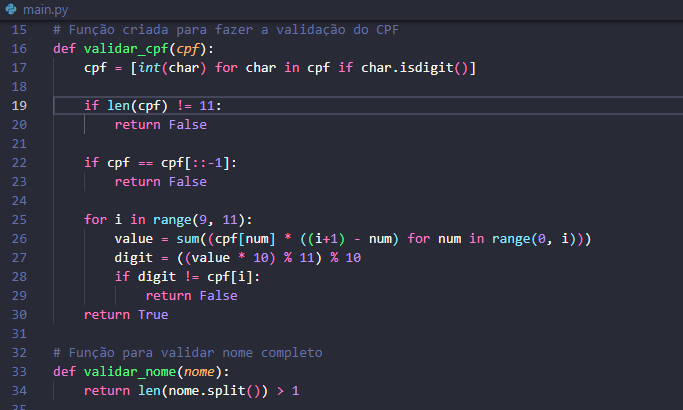 main.py
15 # Função criada para fazer a validação do CPF
16 def validar_cpf(cpf):
17     cpf = [int(char) for char in cpf if char.isdigit()]
18
19     if len(cpf) != 11:
20         return False
21
22     if cpf == cpf[::-1]:
23         return False
24
25     for i in range(9, 11):
26         value = sum((cpf[num] * ((i+1) - num) for num in range(0, i)))
27         digit = ((value * 10) % 11) % 10
28         if digit != cpf[i]:
29             return False
30     return True
31
32 # Função para validar nome completo
33 def validar_nome(nome):
34     return len(nome.split()) > 1
35